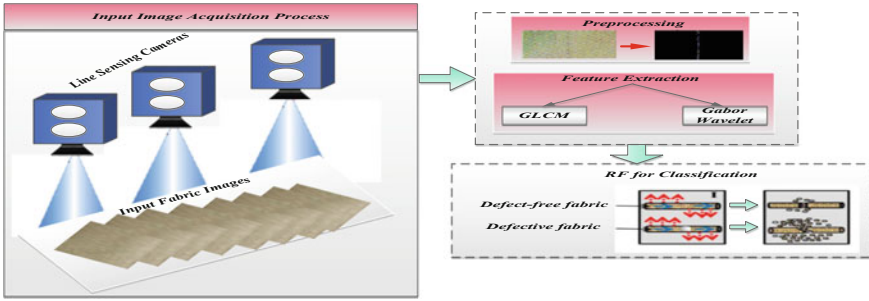 Input Image Acquisition Process
Line Sensing Cameras
Input Fabric Images
Preprocessing
Feature Extraction
GLCM
Gabor
Wavelet
RF for Classification
Defect-free fabric
Defective fabric